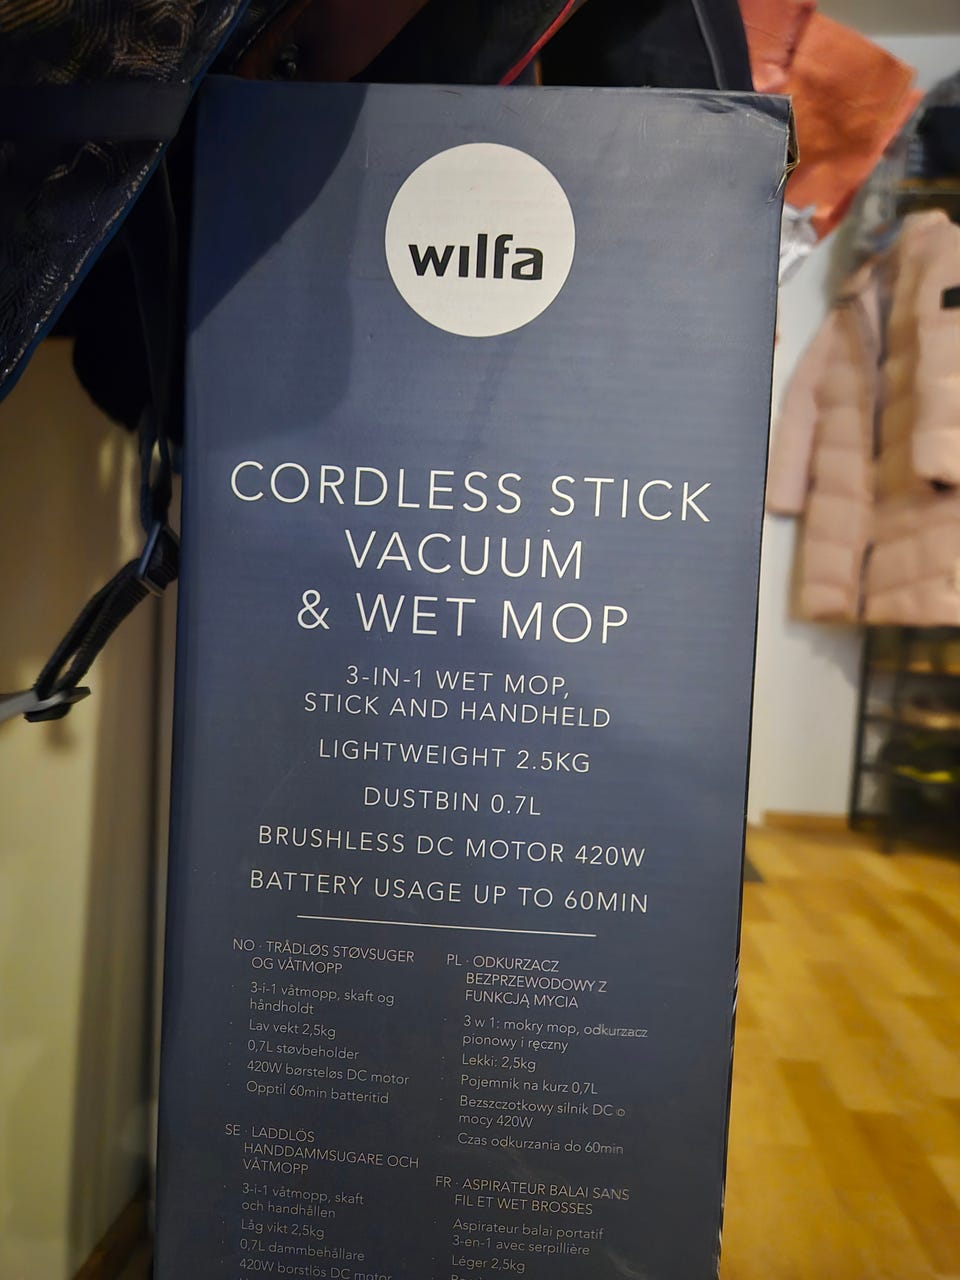 wilfa
CORDLESS STICK
VACUUM
& WET MOP
3-IN-1 WET MOP,
STICK AND HANDHELD
LIGHTWEIGHT 2.5KG
DUSTBIN 0.7L
BRUSHLESS DC MOTOR 420W
BATTERY USAGE UP TO 60MIN
NO · TRÅDLØS STØVSUGER
OG VÅTMOPP
· 3-i-1 våtmopp, skaft og
håndholdt
· Lav vekt 2,5kg
· 0,7L støvbeholder
· 420W børsteløs DC motor
· Opptil 60min batteritid
SE · LADDLÖS
HANDDAMMSUGARE OCH
VÅTMOPP
· 3-i-1 våtmopp, skaft
och handhållen
· Låg vikt 2,5kg
· 0,7L dammbehållare
· 420W borstlös DC motor
PL · ODKURZACZ
BEZPRZEWODOWY Z
FUNKCJĄ MYCIA
· 3 w 1: mokry mop, odkurzacz
pionowy i ręczny
· Lekki: 2,5kg
· Pojemnik na kurz 0,7L
· Bezszczotkowy silnik DC o
mocy 420W
· Czas odkurzania do 60min
FR · ASPIRATEUR BALAI SANS
FIL ET WET BROSSES
· Aspirateur balai portatif
3-en-1 avec serpillière
· Léger 2,5kg